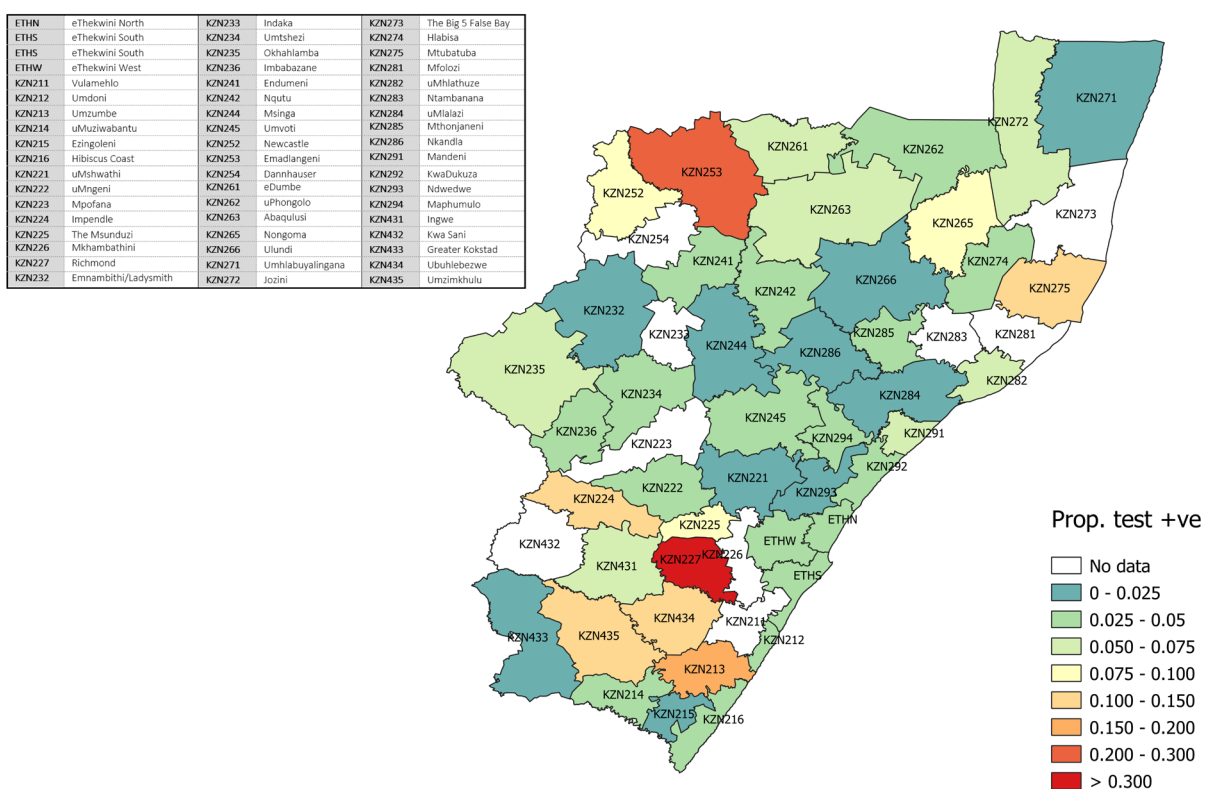 ETHN eThekwini North KZN233 Indaka KZN273 The Big 5 False Bay
ETHS eThekwini South KZN234 Umtshezi KZN274 Hlabisa
ETHS eThekwini South KZN235 Okhahlamba KZN275 Mtubatuba
ETHW eThekwini West KZN236 Imbabazane KZN281 Mfolozi
KZN211 Vulamehlo KZN241 Endumeni KZN282 uMhlathuze
KZN212 Umdoni KZN242 Nqutu KZN283 Ntambanana
KZN213 Umzumbe KZN244 Msinga KZN284 uMlalazi
KZN214 uMuziwabantu KZN245 Umvoti KZN285 Mthonjaneni
KZN215 Ezingoleni KZN252 Newcastle KZN286 Nkandla
KZN216 Hibiscus Coast KZN253 Emadlangeni KZN291 Mandeni
KZN221 uMshwathi KZN254 Dannhauser KZN292 KwaDukuza
KZN222 uMngeni KZN261 eDumbe KZN293 Ndwedwe
KZN223 Mpofana KZN262 uPhongolo KZN294 Maphumulo
KZN224 Impendle KZN263 Abaqulusi KZN431 Ingwe
KZN225 The Msunduzi KZN265 Nongoma KZN432 Kwa Sani
KZN226 Mkhambathini KZN266 Ulundi KZN433 Greater Kokstad
KZN227 Richmond KZN271 Umhlabuyalingana KZN434 Ubuhlebezwe
KZN232 Emnambithi/Ladysmith KZN272 Jozini KZN435 Umzimkhulu
KZN271
KZN272
KZN261
KZN262
KZN253
KZN252
KZN263
KZN265
KZN273
KZN254
KZN241
KZN274
KZN266
KZN275
KZN242
KZN232
KZN233
KZN244
KZN285
KZN283
KZN281
KZN286
KZN235
KZN282
KZN234
KZN284
KZN245
KZN236
KZN294
KZN291
KZN223
KZN292
KZN221
KZN222
KZN293
KZN224
KZN225
ETHN
ETHW
KZN432
KZN226
KZN227
KZN431
ETHS
KZN434
KZN211
KZN435
KZN433
KZN212
KZN213
KZN214
KZN215
KZN216
Prop. test +ve
No data
0 - 0.025
0.025 - 0.05
0.050 - 0.075
0.075 - 0.100
0.100 - 0.150
0.150 - 0.200
0.200 - 0.300
> 0.300